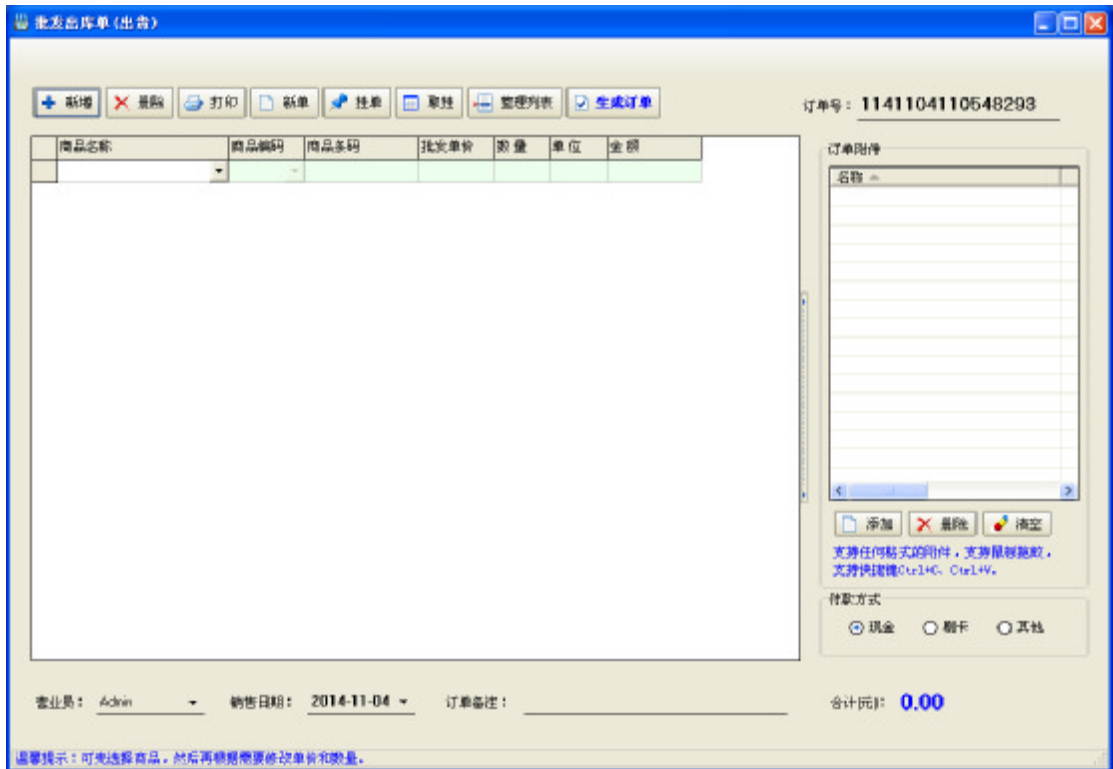 批发出库单(出货)
新增 删除 打印 新单 挂单 取挂 整理列表 生成订单
订单号: 1141104110548293
商品名称 商品编码 商品条码 批发单价 数量 单位 金额
订单附件
名称
添加 删除 清空
支持任何格式的附件，支持鼠标拖放，
支持快捷键Ctrl+C、Ctrl+V。
付款方式
现金 刷卡 其他
营业员: Admin 销售日期: 2014-11-04 订单备注:
合计(元): 0.00
温馨提示：可先选择商品，然后再根据需要修改单价和数量。